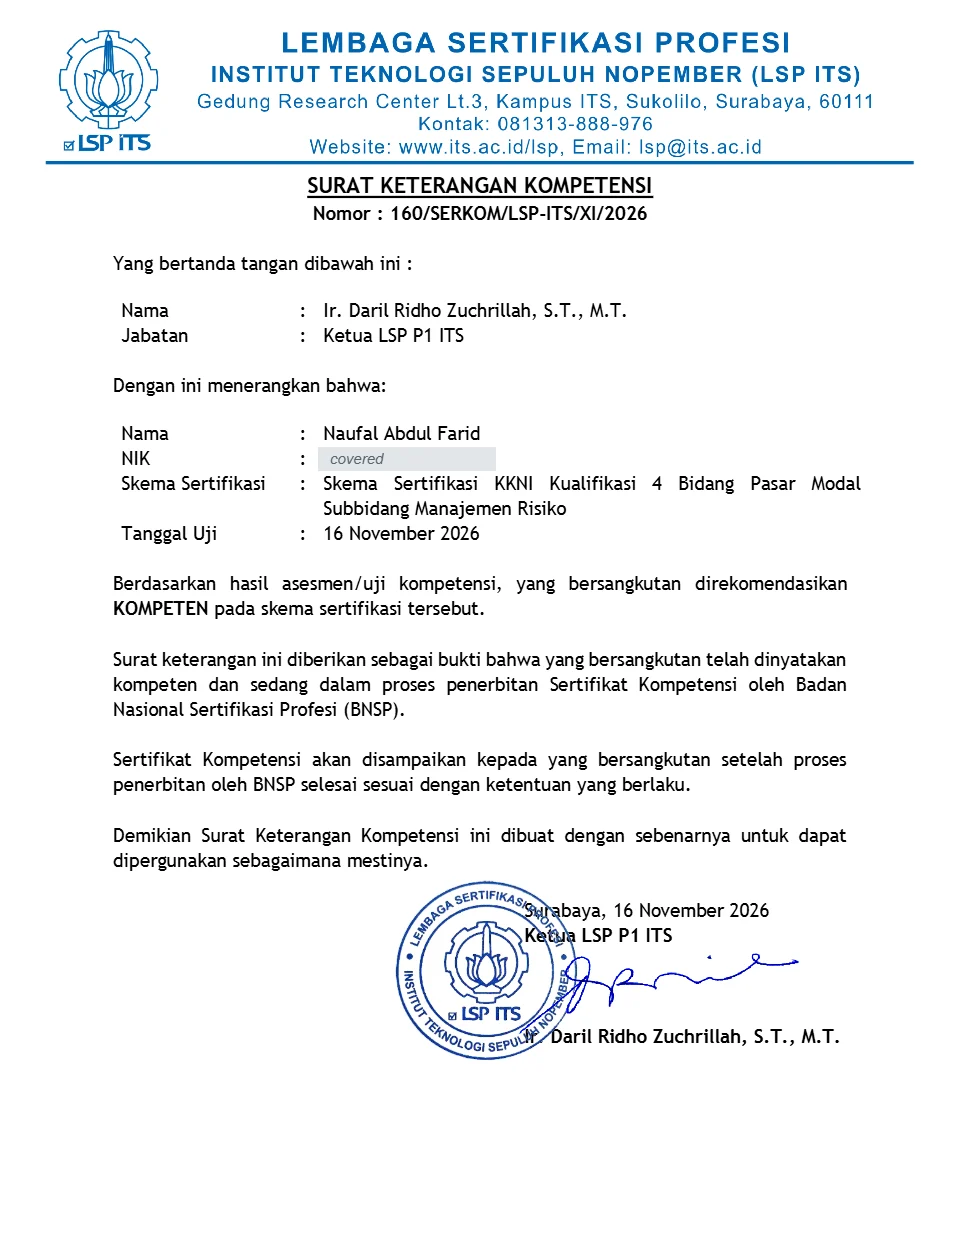 LEMBAGA SERTIFIKASI PROFESI
INSTITUT TEKNOLOGI SEPULUH NOPEMBER (LSP ITS)
Gedung Research Center Lt.3, Kampus ITS, Sukolilo, Surabaya, 60111
Kontak: 081313-888-976
Website: www.its.ac.id/lsp, Email: lsp@its.ac.id
LSP ITS
SURAT KETERANGAN KOMPETENSI
Nomor : 160/SERKOM/LSP-ITS/XI/2026
Yang bertanda tangan dibawah ini :
Nama : Ir. Daril Ridho Zuchrillah, S.T., M.T.
Jabatan : Ketua LSP P1 ITS
Dengan ini menerangkan bahwa:
Nama : Naufal Abdul Farid
NIK : covered
Skema Sertifikasi : Skema Sertifikasi KKNI Kualifikasi 4 Bidang Pasar Modal
Subbidang Manajemen Risiko
Tanggal Uji : 16 November 2026
Berdasarkan hasil asesmen/uji kompetensi, yang bersangkutan direkomendasikan
KOMPETEN pada skema sertifikasi tersebut.
Surat keterangan ini diberikan sebagai bukti bahwa yang bersangkutan telah dinyatakan
kompeten dan sedang dalam proses penerbitan Sertifikat Kompetensi oleh Badan
Nasional Sertifikasi Profesi (BNSP).
Sertifikat Kompetensi akan disampaikan kepada yang bersangkutan setelah proses
penerbitan oleh BNSP selesai sesuai dengan ketentuan yang berlaku.
Demikian Surat Keterangan Kompetensi ini dibuat dengan sebenarnya untuk dapat
dipergunakan sebagaimana mestinya.
Surabaya, 16 November 2026
Ketua LSP P1 ITS
LEMBAGA SERTIFIKASI PROFESI
INSTITUT TEKNOLOGI SEPULUH NOPEMBER
LSP ITS
Ir. Daril Ridho Zuchrillah, S.T., M.T.